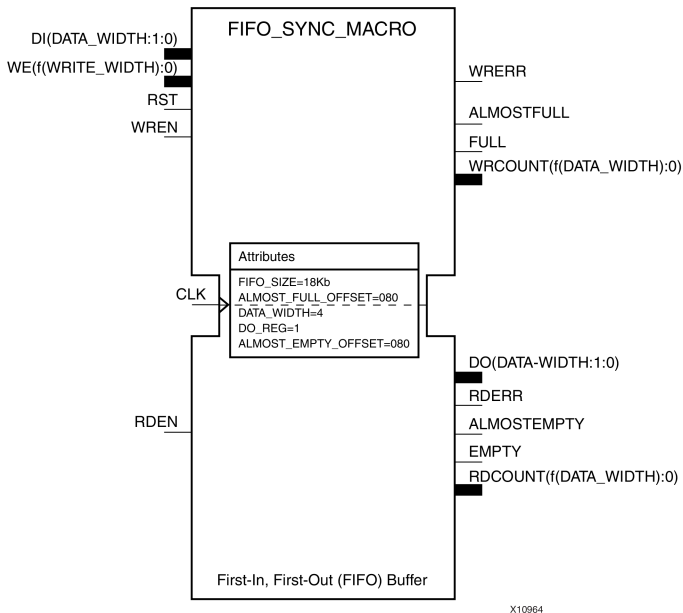 FIFO_SYNC_MACRO
DI(DATA_WIDTH:1:0)
WE(f(WRITE_WIDTH):0)
RST
WREN
WRERR
ALMOSTFULL
FULL
WRCOUNT(f(DATA_WIDTH):0)
Attributes
FIFO_SIZE=18Kb
ALMOST_FULL_OFFSET=080
DATA_WIDTH=4
DO_REG=1
ALMOST_EMPTY_OFFSET=080
CLK
RDEN
DO(DATA-WIDTH:1:0)
RDERR
ALMOSTEMPTY
EMPTY
RDCOUNT(f(DATA_WIDTH):0)
First-In, First-Out (FIFO) Buffer
X10964